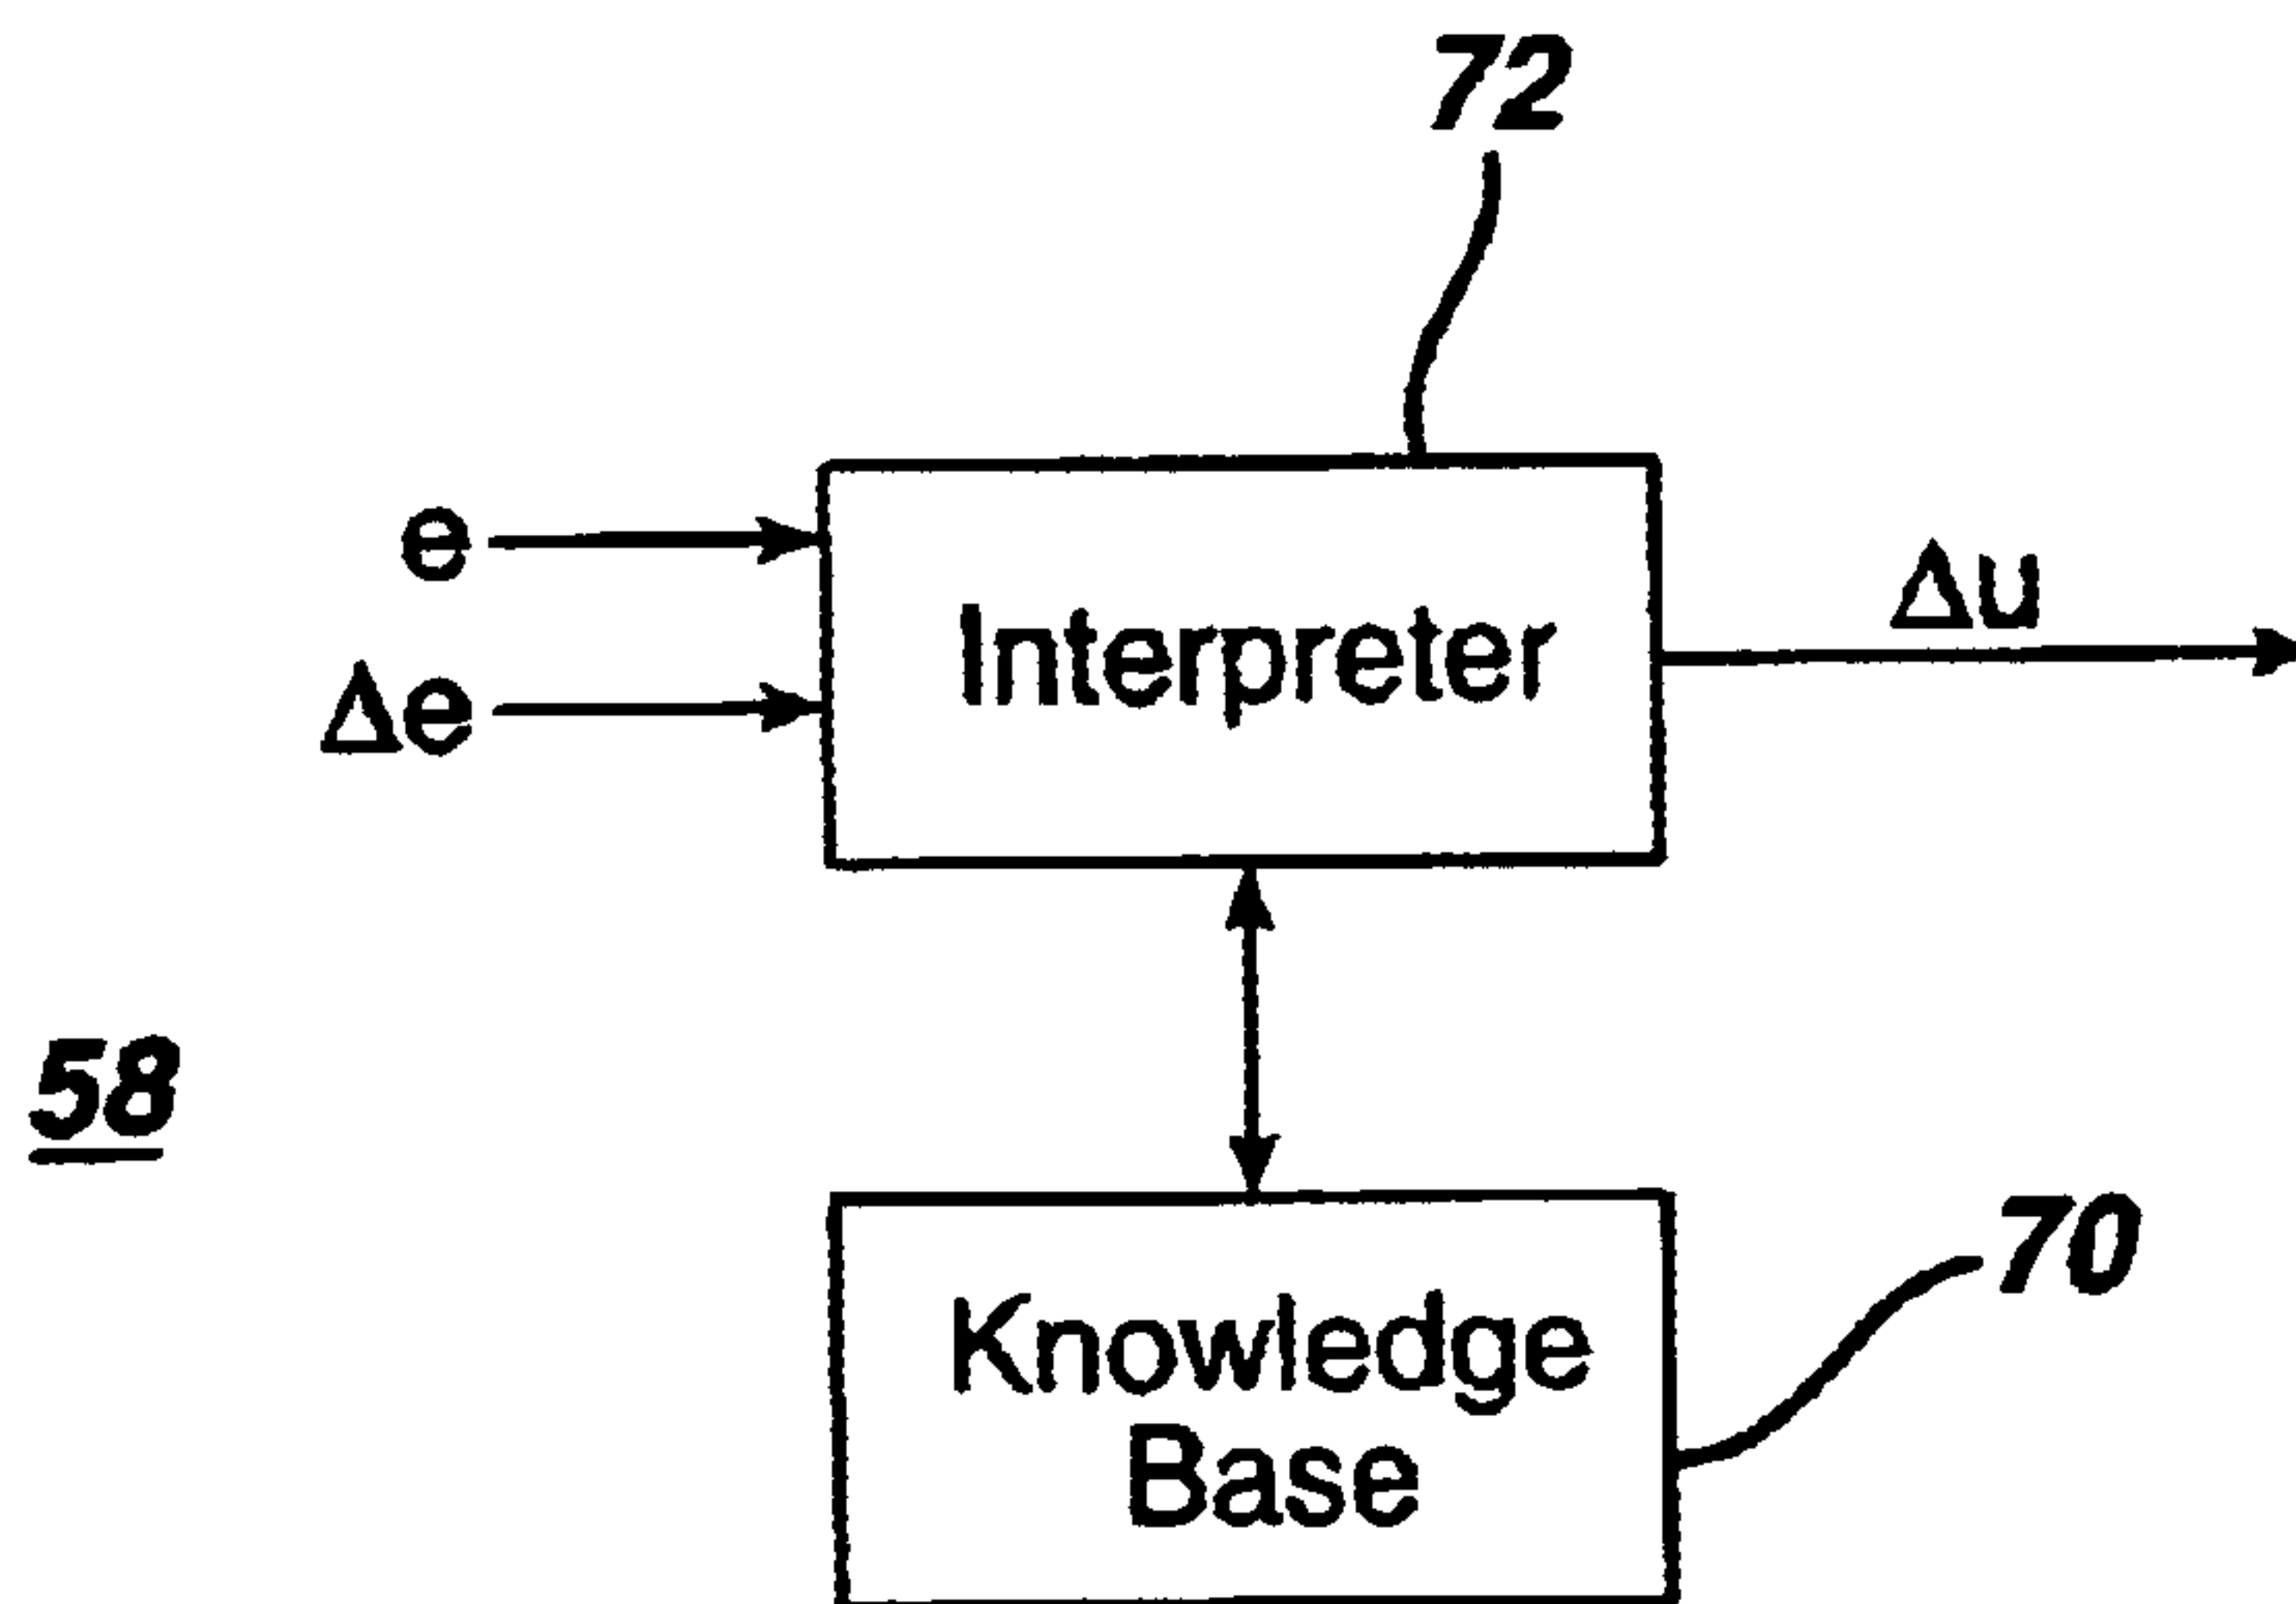 72
e
Δu
Interpreter
Δe
58
70
Knowledge
Base